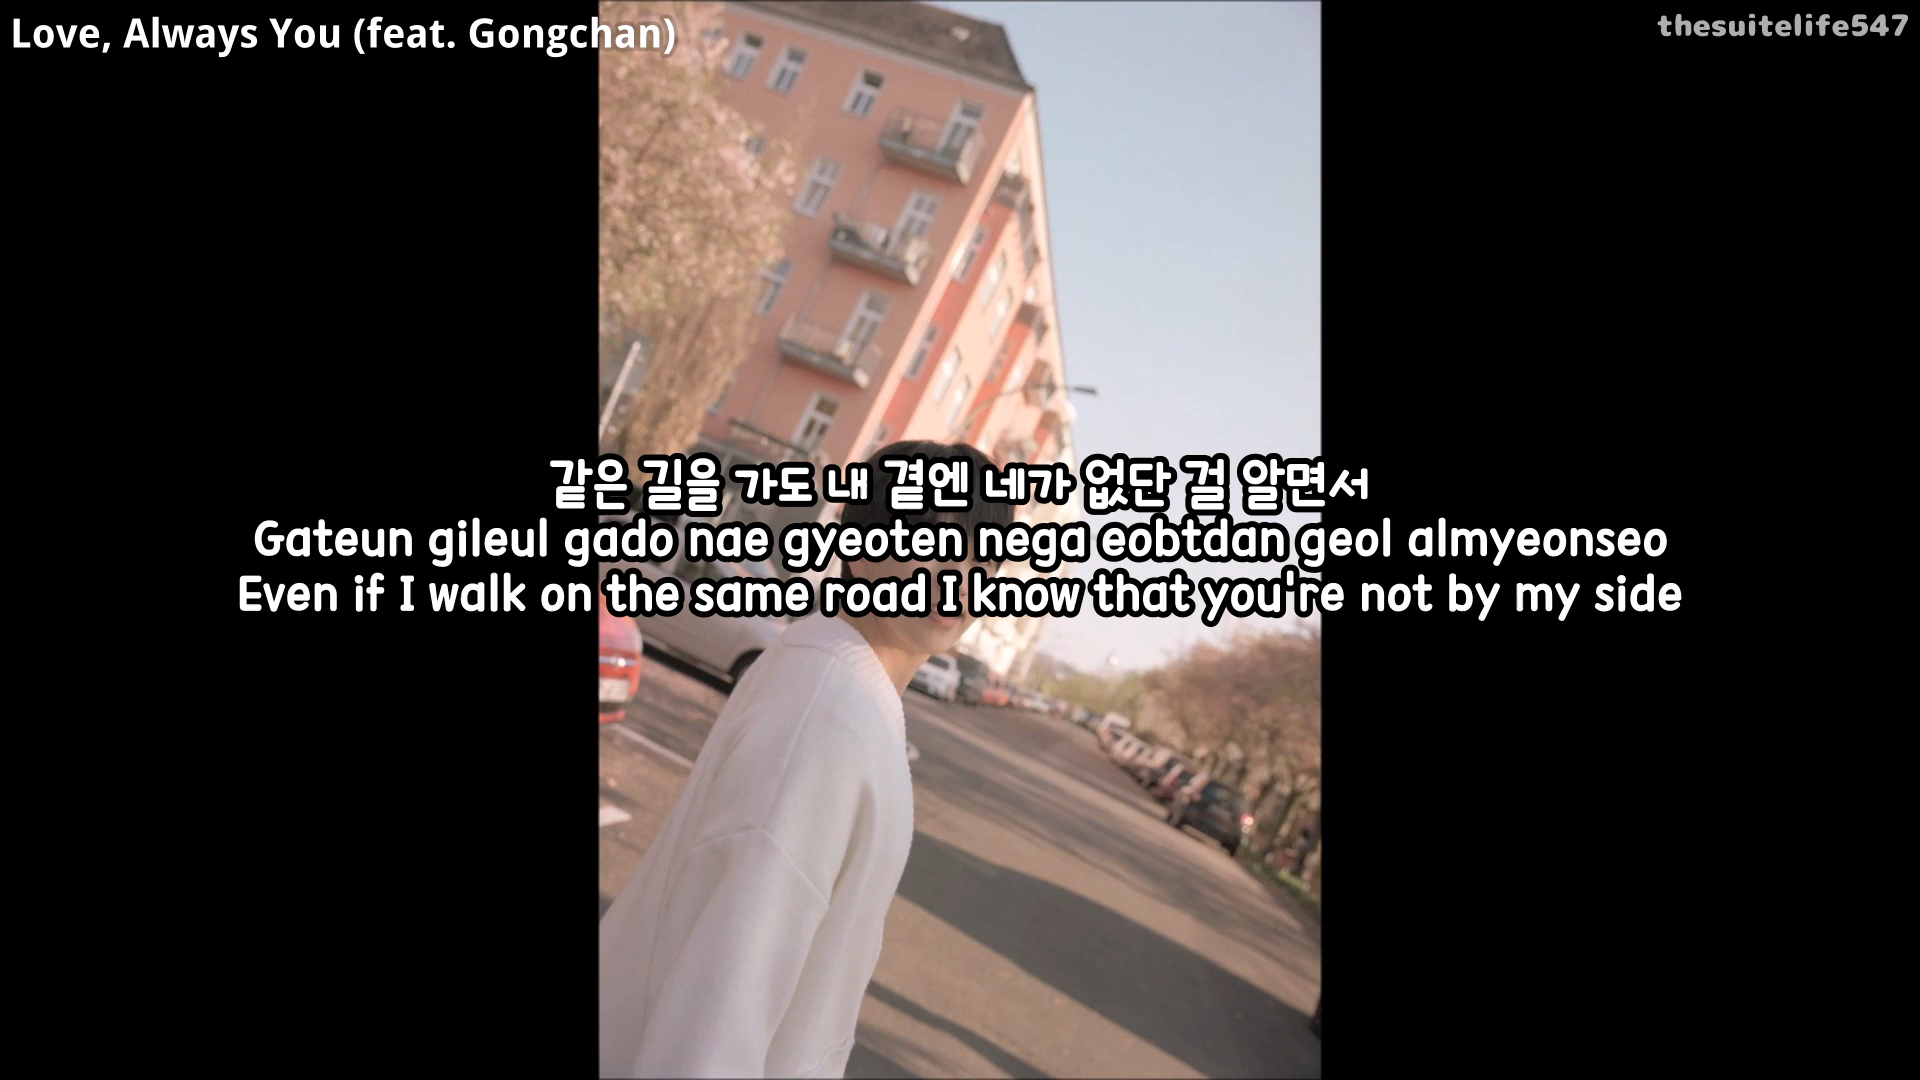 Love, Always You (feat. Gongchan)
thesuitelife547
같은 길을 가도 내 곁엔 네가 없단 걸 알면서
Gateun gileul gado nae gyeoten nega eobtdan geol almyeonseo
Even if I walk on the same road I know that you're not by my side